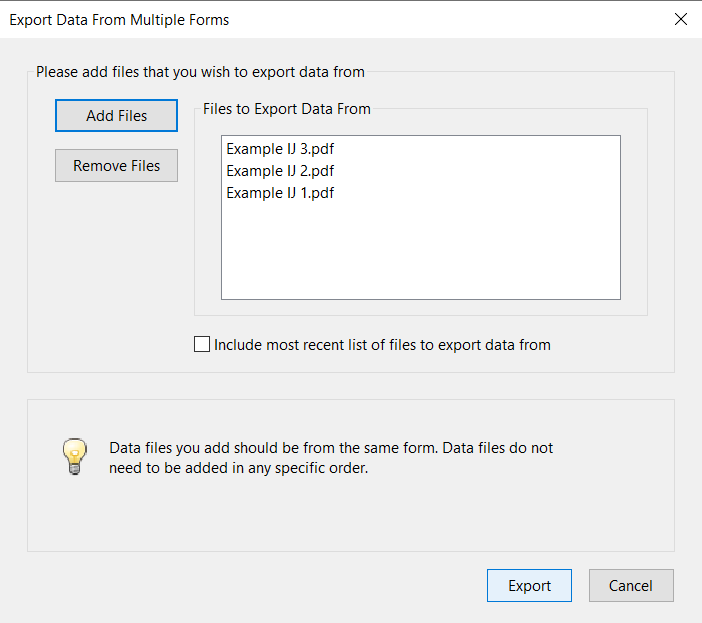 Export Data From Multiple Forms
Please add files that you wish to export data from
Add Files
Files to Export Data From
Remove Files
Example IJ 3.pdf
Example IJ 2.pdf
Example IJ 1.pdf
Include most recent list of files to export data from
Data files you add should be from the same form. Data files do not
need to be added in any specific order.
Export
Cancel